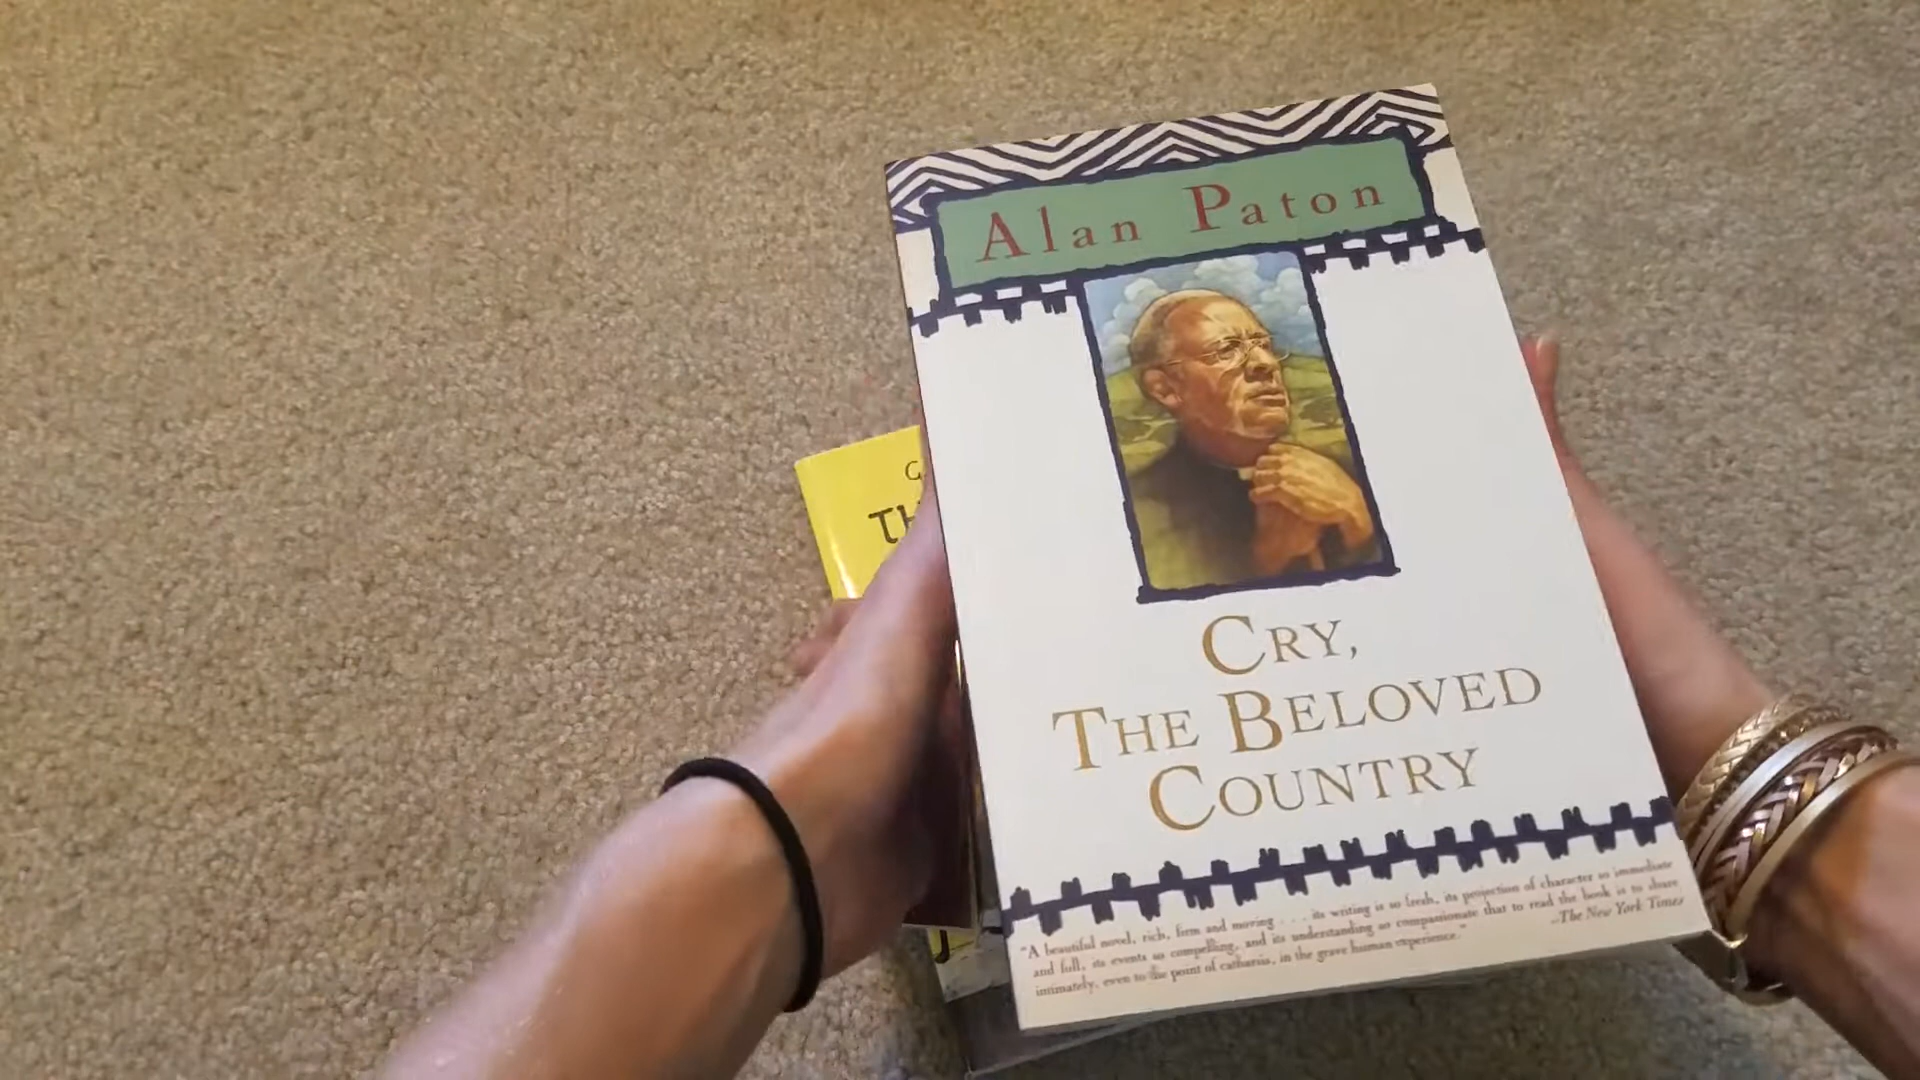 Alan Paton
CRY,
THE BELOVED
COUNTRY
"A beautiful novel, rich, firm and moving . . . its writing is so fresh, its projection of character so immediate
and full, its events so compelling, and its understanding so compassionate that to read the book is to share
intimately, even to the point of catharsis, in the grave human experience."
–The New York Times
G
TH